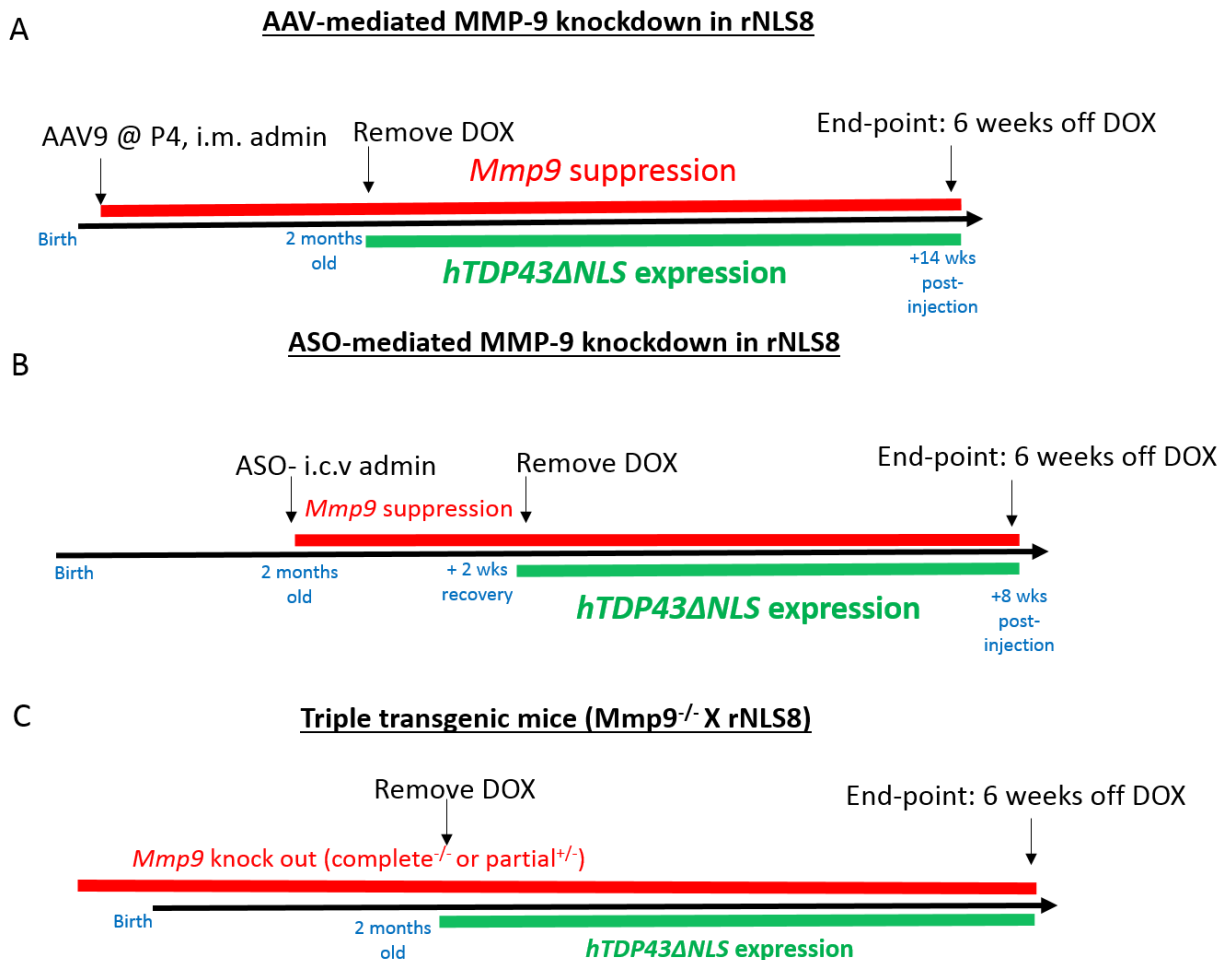 A
AAV-mediated MMP-9 knockdown in rNLS8
AAV9 @ P4, i.m. admin
Remove DOX
End-point: 6 weeks off DOX
Mmp9 suppression
Birth
2 months
old
hTDP43ΔNLS expression
+14 wks
post-
injection
B
ASO-mediated MMP-9 knockdown in rNLS8
ASO- i.c.v admin
Remove DOX
End-point: 6 weeks off DOX
Mmp9 suppression
Birth
2 months
old
+ 2 wks
recovery
hTDP43ΔNLS expression
+8 wks
post-
injection
C
Triple transgenic mice (Mmp9-/- X rNLS8)
Remove DOX
End-point: 6 weeks off DOX
Mmp9 knock out (complete-/- or partial+/-)
Birth
2 months
old
hTDP43ΔNLS expression